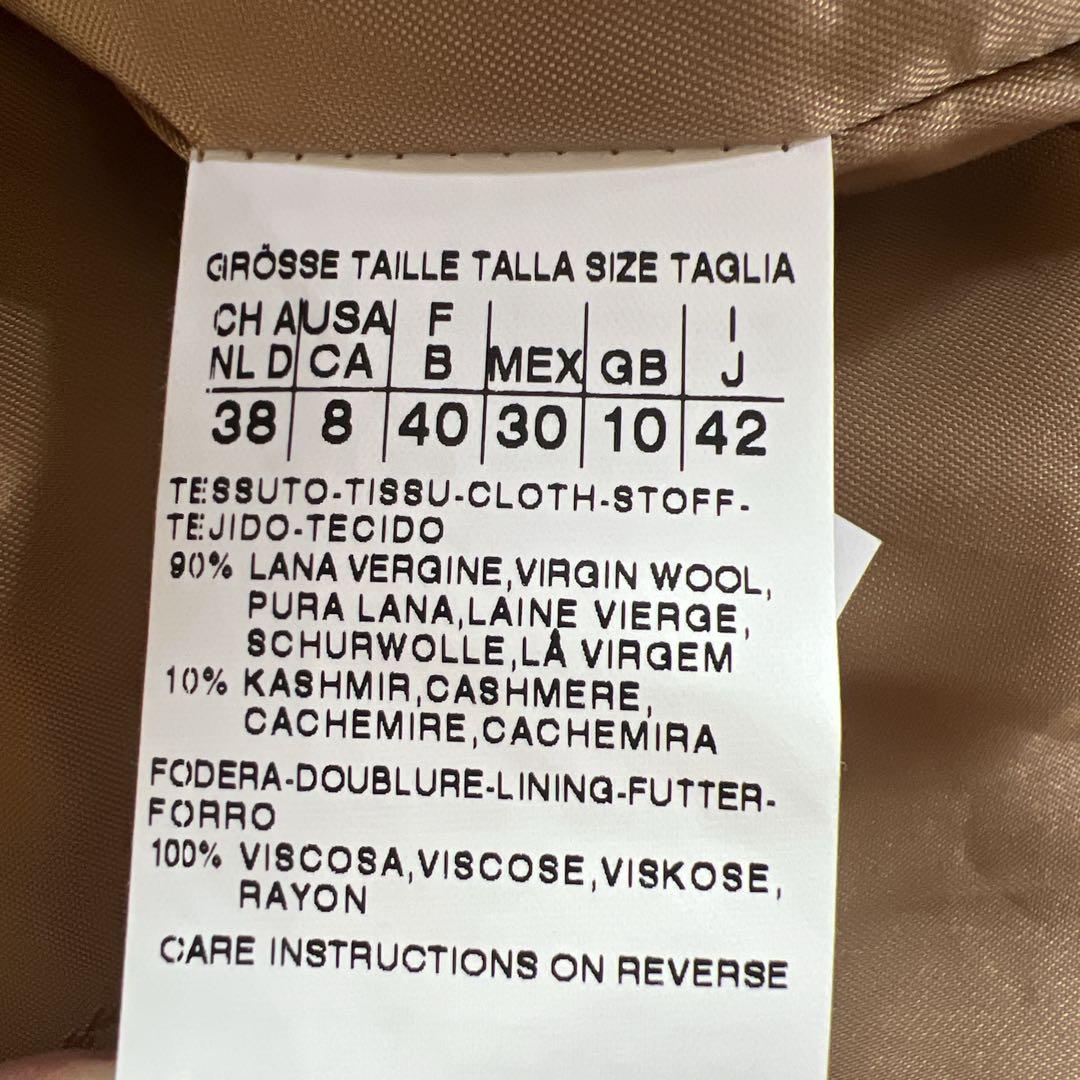 GRÖSSE TAILLE TALLA SIZE TAGLIA
CH A USA F I
NL D CA B MEX GB J
38 8 40 30 10 42
TESSUTO-TISSU-CLOTH-STOFF-
TEJIDO-TECIDO
90% LANA VERGINE,VIRGIN WOOL,
PURA LANA,LAINE VIERGE,
SCHURWOLLE,LÅ VIRGEM
10% KASHMIR,CASHMERE,
CACHEMIRE,CACHEMIRA
FODERA-DOUBLURE-LINING-FUTTER-
FORRO
100% VISCOSA,VISCOSE,VISKOSE,
RAYON
CARE INSTRUCTIONS ON REVERSE